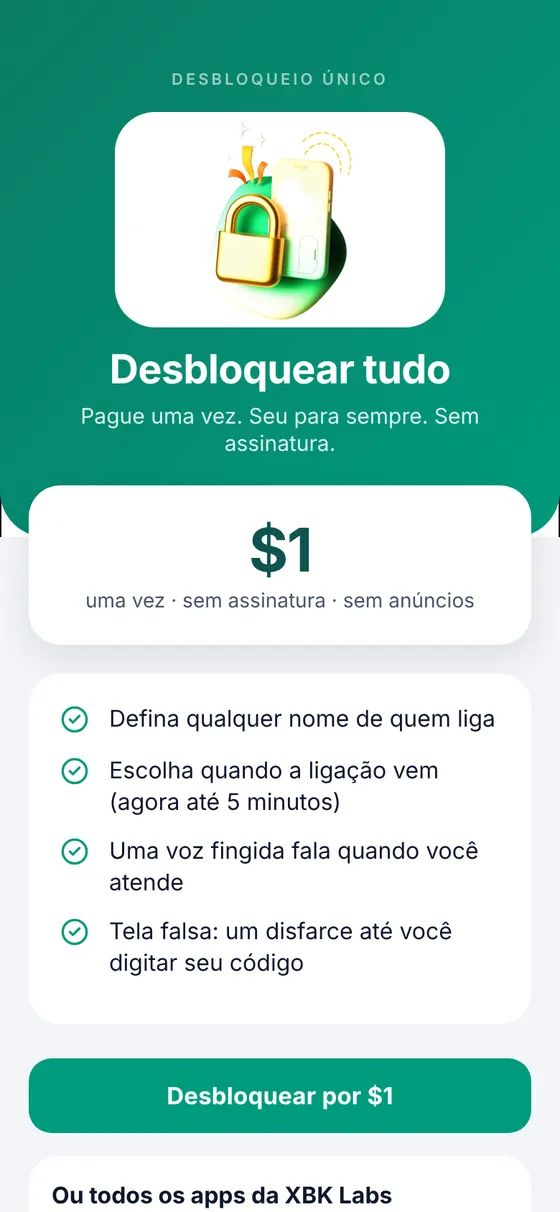 DESBLOQUEIO ÚNICO
Desbloquear tudo
Pague uma vez. Seu para sempre. Sem
assinatura.
$1
uma vez · sem assinatura · sem anúncios
Defina qualquer nome de quem liga
Escolha quando a ligação vem
(agora até 5 minutos)
Uma voz fingida fala quando você
atende
Tela falsa: um disfarce até você
digitar seu código
Desbloquear por $1
Ou todos os apps da XBK Labs